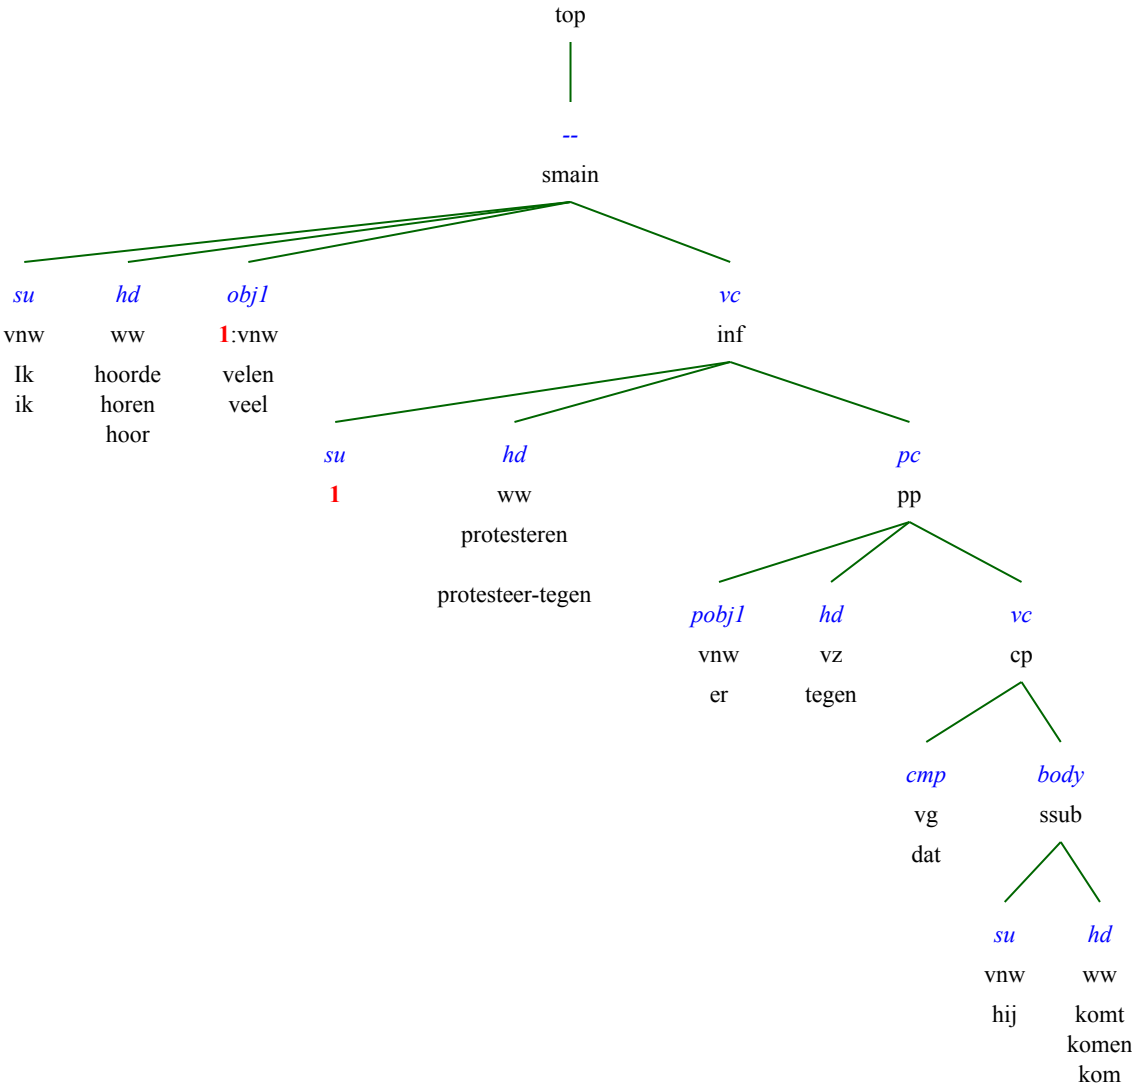 top
--
smain
su hd obj1 vc
vnw ww 1:vnw inf
Ik hoorde velen
ik horen veel
hoor
su hd pc
1 ww pp
protesteren
protesteer-tegen
pobj1 hd vc
vnw vz cp
er tegen
cmp body
vg ssub
dat
su hd
vnw ww
hij komt
komen
kom